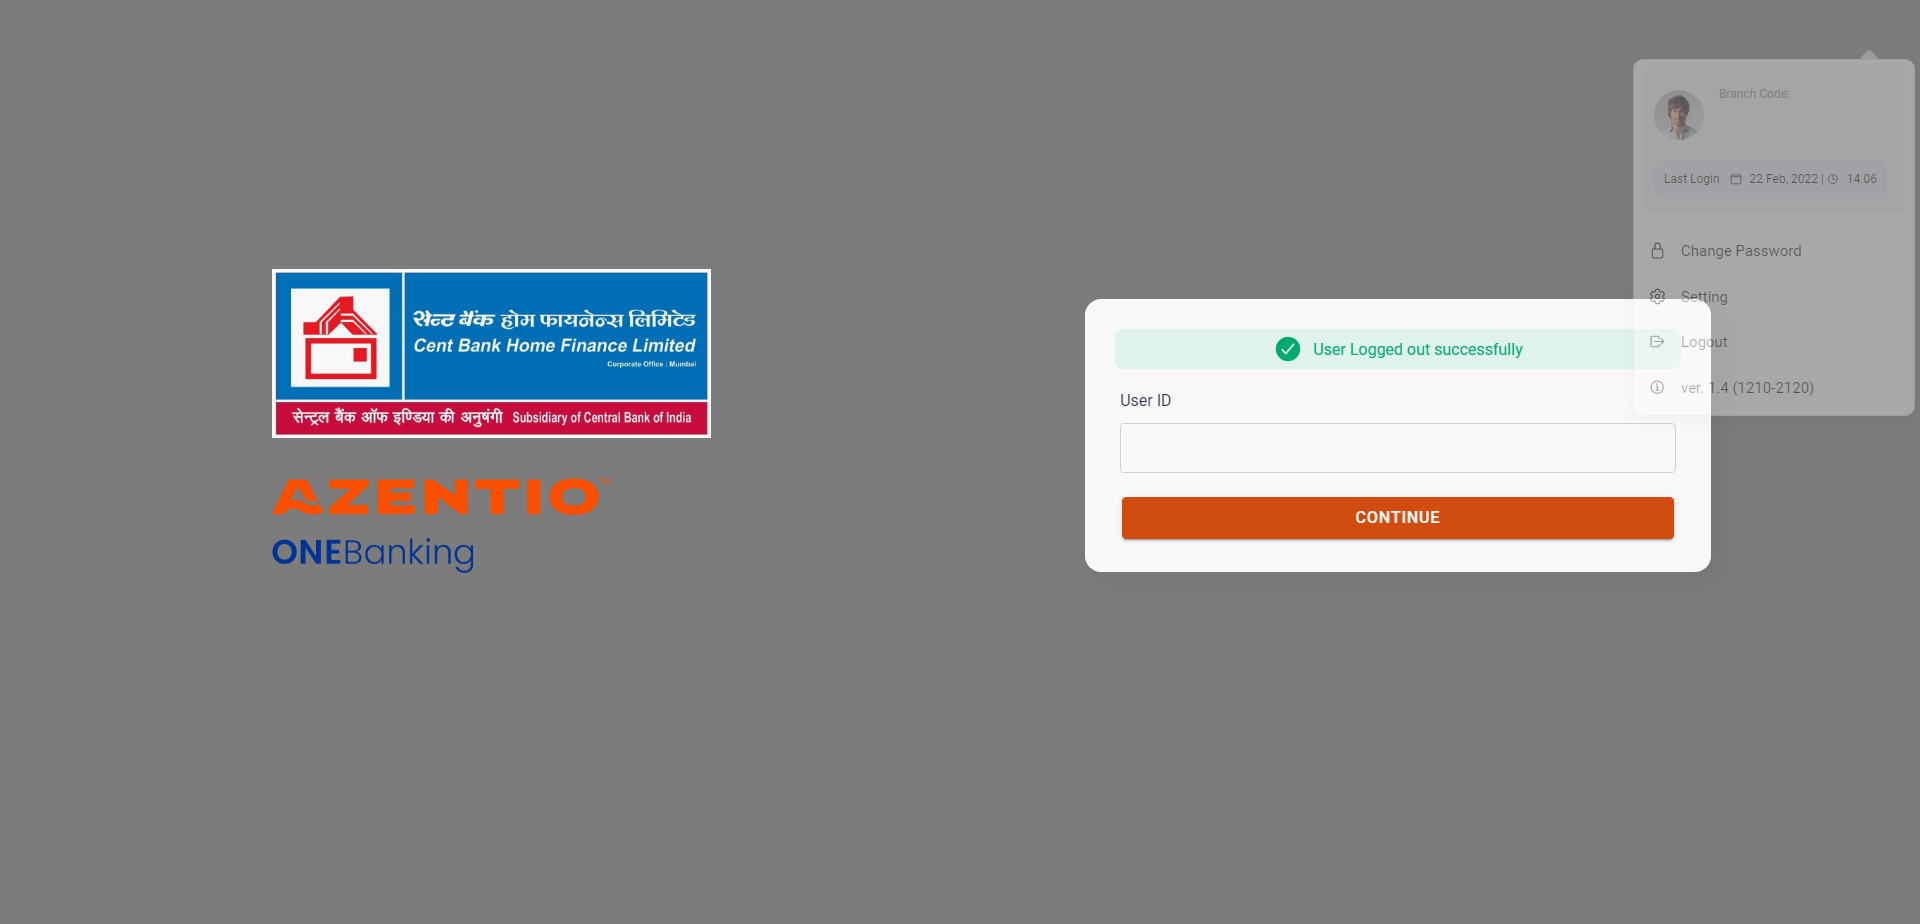 सेन्ट बैंक होम फायनेन्स लिमिटेड
Cent Bank Home Finance Limited
Corporate Office : Mumbai
सेन्ट्रल बैंक ऑफ इण्डिया की अनुषंगी Subsidiary of Central Bank of India
AZENTIO
ONEBanking
User Logged out successfully
User ID
CONTINUE
Branch Code:
Last Login 22 Feb, 2022 | 14.06
Change Password
Setting
Logout
ver. 1.4 (1210-2120)